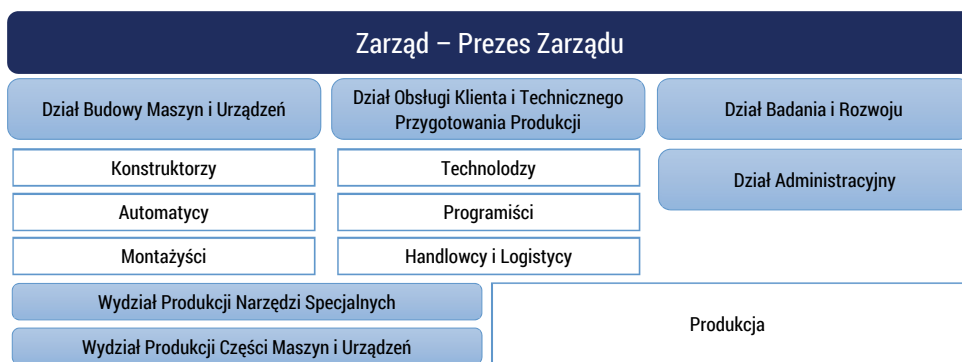 Zarząd – Prezes Zarządu
Dział Budowy Maszyn i Urządzeń
Dział Obsługi Klienta i Technicznego
Przygotowania Produkcji
Dział Badania i Rozwoju
Konstruktorzy
Technolodzy
Dział Administracyjny
Automatycy
Programiści
Montażyści
Handlowcy i Logistycy
Wydział Produkcji Narzędzi Specjalnych
Produkcja
Wydział Produkcji Części Maszyn i Urządzeń